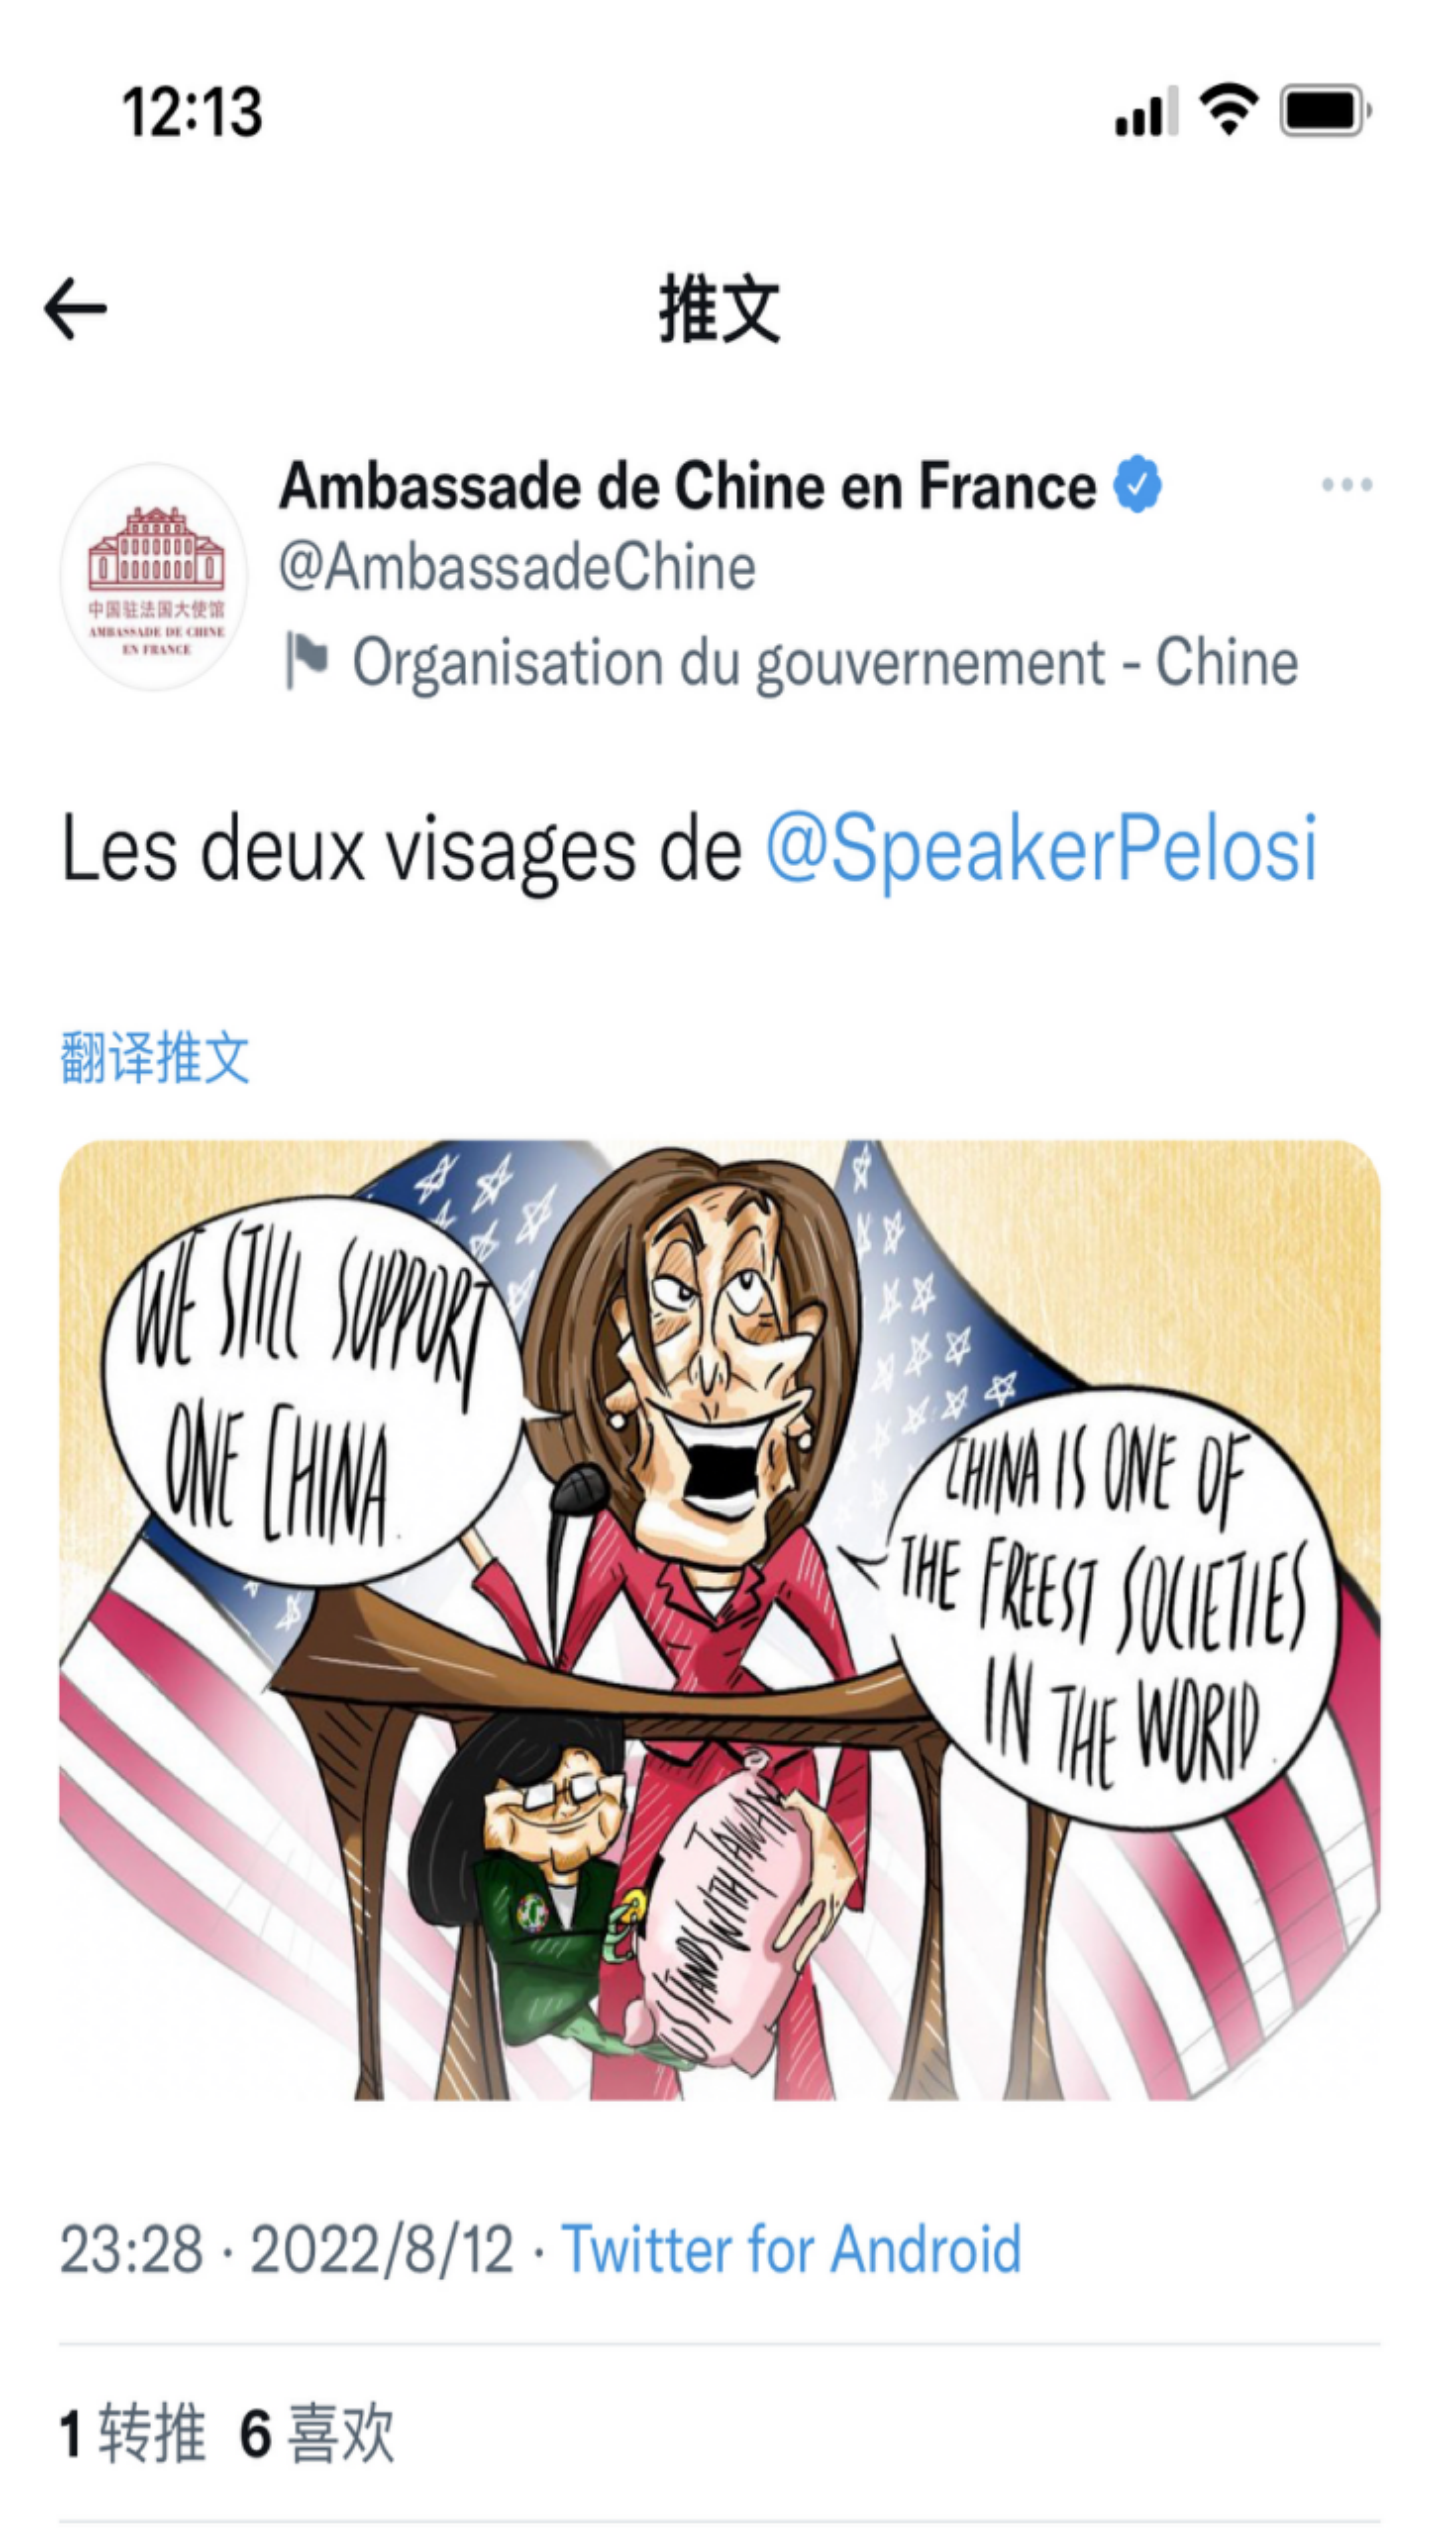 12:13
推文
Ambassade de Chine en France
@AmbassadeChine
Organisation du gouvernement - Chine
中国驻法国大使馆
AMBASSADE DE CHINE
EN FRANCE
Les deux visages de @SpeakerPelosi
翻译推文
WE STILL SUPPORT
ONE CHINA
CHINA IS ONE OF
THE FREEST SOCIETIES
IN THE WORLD
US STANDS WITH TAIWAN
23:28 · 2022/8/12 · Twitter for Android
1 转推 6 喜欢